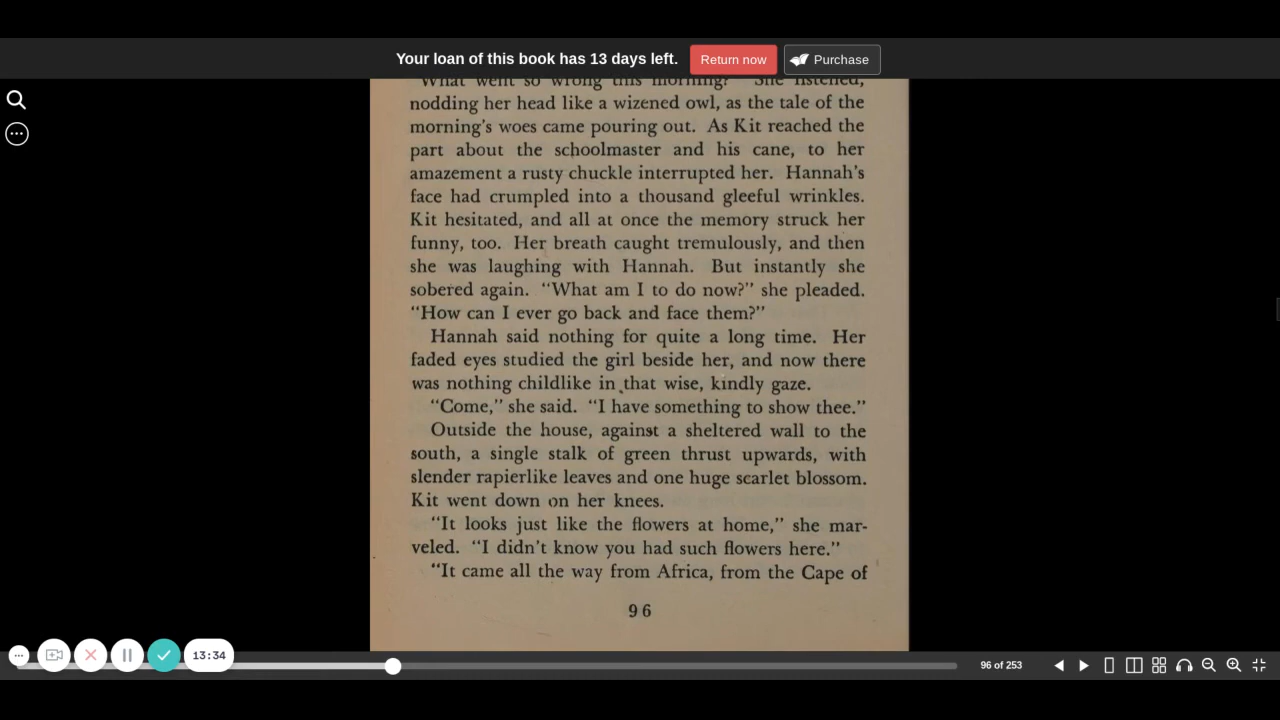 Your loan of this book has 13 days left.
Return now
Purchase
"What went so wrong this morning?" She listened,
nodding her head like a wizened owl, as the tale of the
morning's woes came pouring out. As Kit reached the
part about the schoolmaster and his cane, to her
amazement a rusty chuckle interrupted her. Hannah's
face had crumpled into a thousand gleeful wrinkles.
Kit hesitated, and all at once the memory struck her
funny, too. Her breath caught tremulously, and then
she was laughing with Hannah. But instantly she
sobered again. "What am I to do now?" she pleaded.
"How can I ever go back and face them?"
Hannah said nothing for quite a long time. Her
faded eyes studied the girl beside her, and now there
was nothing childlike in that wise, kindly gaze.
"Come," she said. "I have something to show thee."
Outside the house, against a sheltered wall to the
south, a single stalk of green thrust upwards, with
slender rapierlike leaves and one huge scarlet blossom.
Kit went down on her knees.
"It looks just like the flowers at home," she mar-
veled. "I didn't know you had such flowers here."
"It came all the way from Africa, from the Cape of
96
13:34
96 of 253